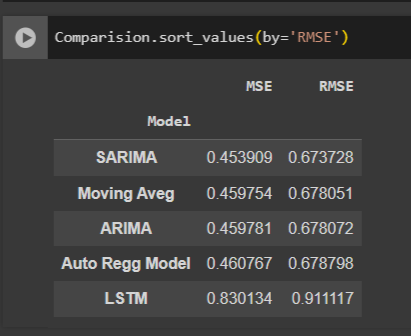 Comparision.sort_values(by='RMSE')
MSE RMSE
Model
SARIMA 0.453909 0.673728
Moving Aveg 0.459754 0.678051
ARIMA 0.459781 0.678072
Auto Regg Model 0.460767 0.678798
LSTM 0.830134 0.911117